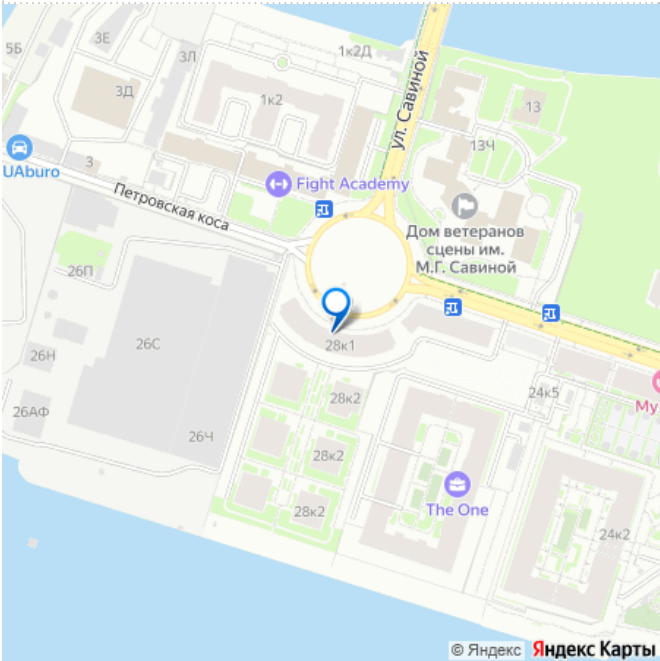 5Б
3Е
3Л
1к2Д
ул. Савиной
3Д
1к2
13
13Ч
3
UAburo
Fight Academy
Петровская коса
Дом ветеранов
сцены им.
М.Г. Савиной
26П
26С
28к1
26Н
24к5
Му
26АФ
28к2
26Ч
28к2
The One
28к2
24к2
© Яндекс Яндекс Карты